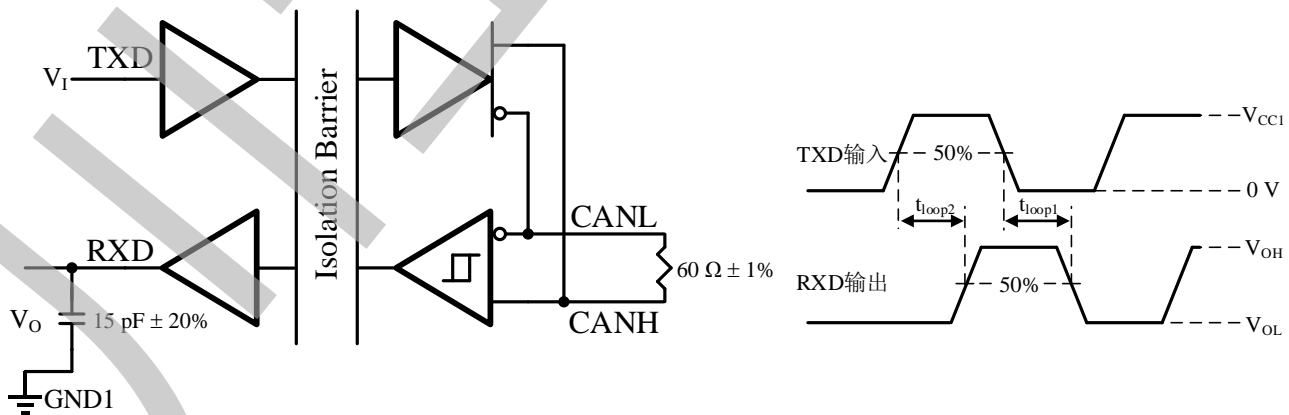 TXD
V_I
Isolation Barrier
RXD
V_O
15 pF ± 20%
GND1
CANL
60 Ω ± 1%
CANH
TXD输入
50%
V_CC1
0 V
t_loop2
t_loop1
RXD输出
50%
V_OH
V_OL